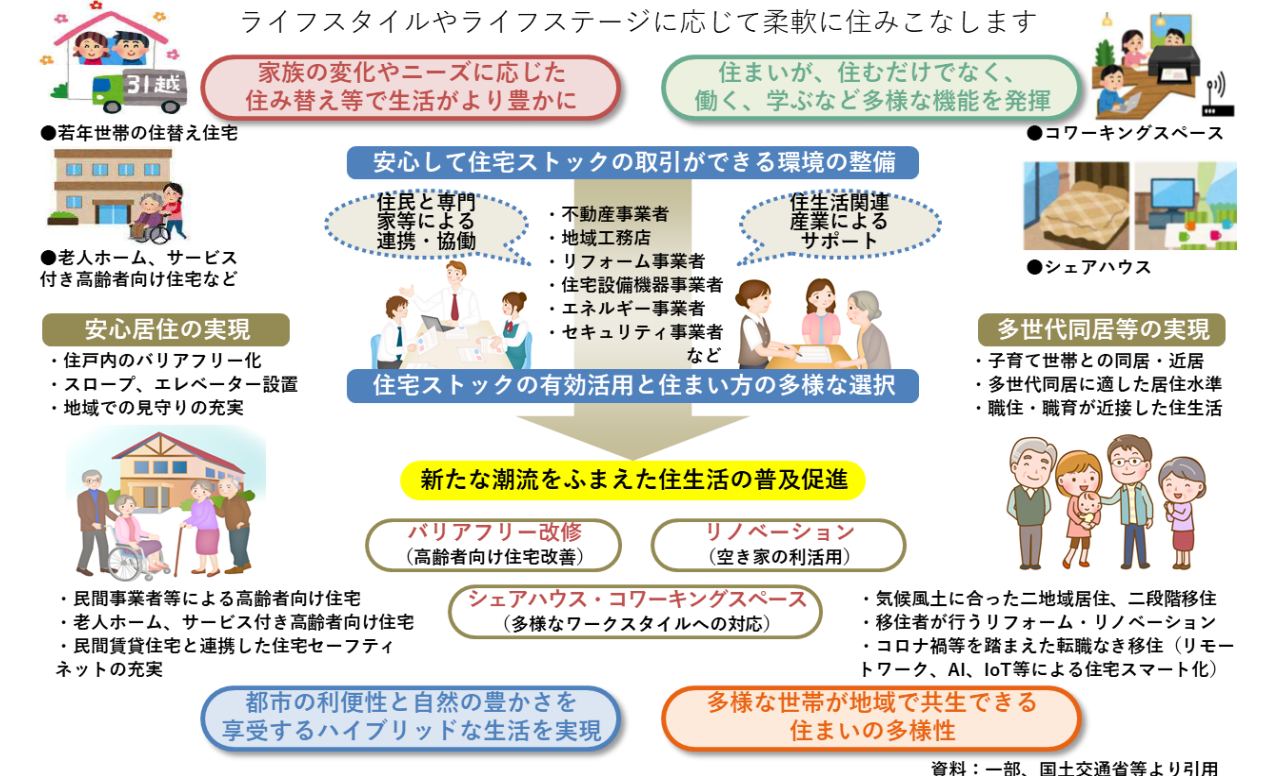 ライフスタイルやライフステージに応じて柔軟に住みこなします
家族の変化やニーズに応じた
住み替え等で生活がより豊かに
住まいが、住むだけでなく、
働く、学ぶなど多様な機能を発揮
31越
●若年世帯の住替え住宅
●コワーキングスペース
安心して住宅ストックの取引ができる環境の整備
住民と専門
家等による
連携・協働
・不動産事業者
・地域工務店
・リフォーム事業者
・住宅設備機器事業者
・エネルギー事業者
・セキュリティ事業者
など
住生活関連
産業による
サポート
●老人ホーム、サービス
付き高齢者向け住宅など
●シェアハウス
安心居住の実現
・住戸内のバリアフリー化
・スロープ、エレベーター設置
・地域での見守りの充実
多世代同居等の実現
・子育て世帯との同居・近居
・多世代同居に適した居住水準
・職住・職育が近接した住生活
住宅ストックの有効活用と住まい方の多様な選択
新たな潮流をふまえた住生活の普及促進
バリアフリー改修
（高齢者向け住宅改善）
リノベーション
（空き家の利活用）
シェアハウス・コワーキングスペース
（多様なワークスタイルへの対応）
・民間事業者等による高齢者向け住宅
・老人ホーム、サービス付き高齢者向け住宅
・民間賃貸住宅と連携した住宅セーフティ
ネットの充実
・気候風土に合った二地域居住、二段階移住
・移住者が行うリフォーム・リノベーション
・コロナ禍等を踏まえた転職なき移住（リモー
トワーク、AI、IoT等による住宅スマート化）
都市の利便性と自然の豊かさを
享受するハイブリッドな生活を実現
多様な世帯が地域で共生できる
住まいの多様性
資料：一部、国土交通省等より引用